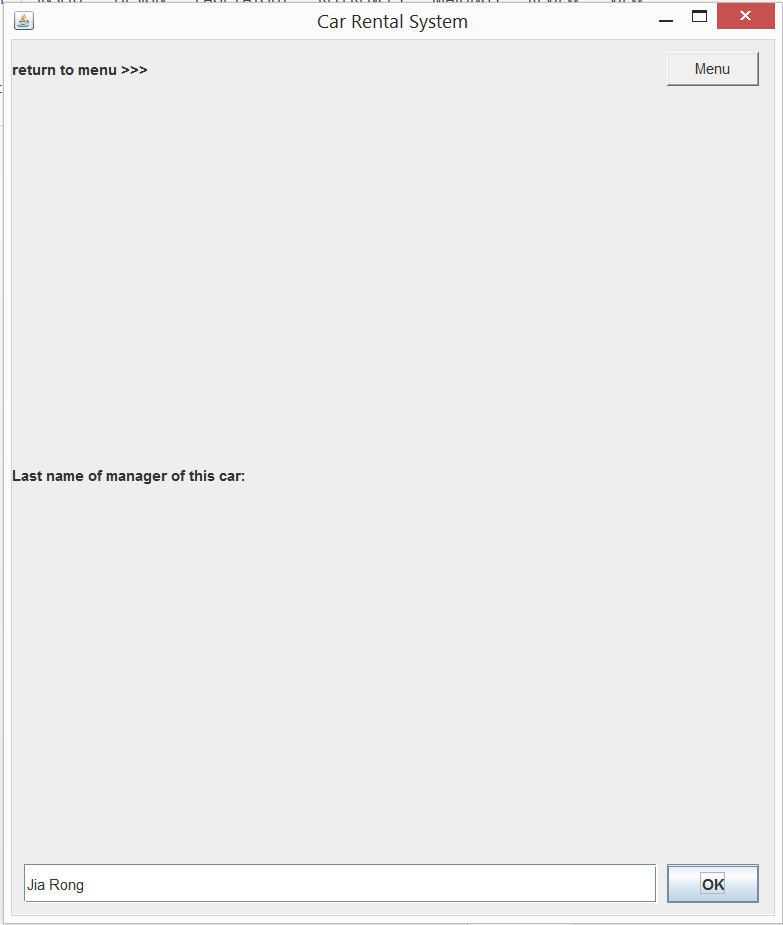 Car Rental System
return to menu >>>
Menu
Last name of manager of this car:
Jia Rong
OK